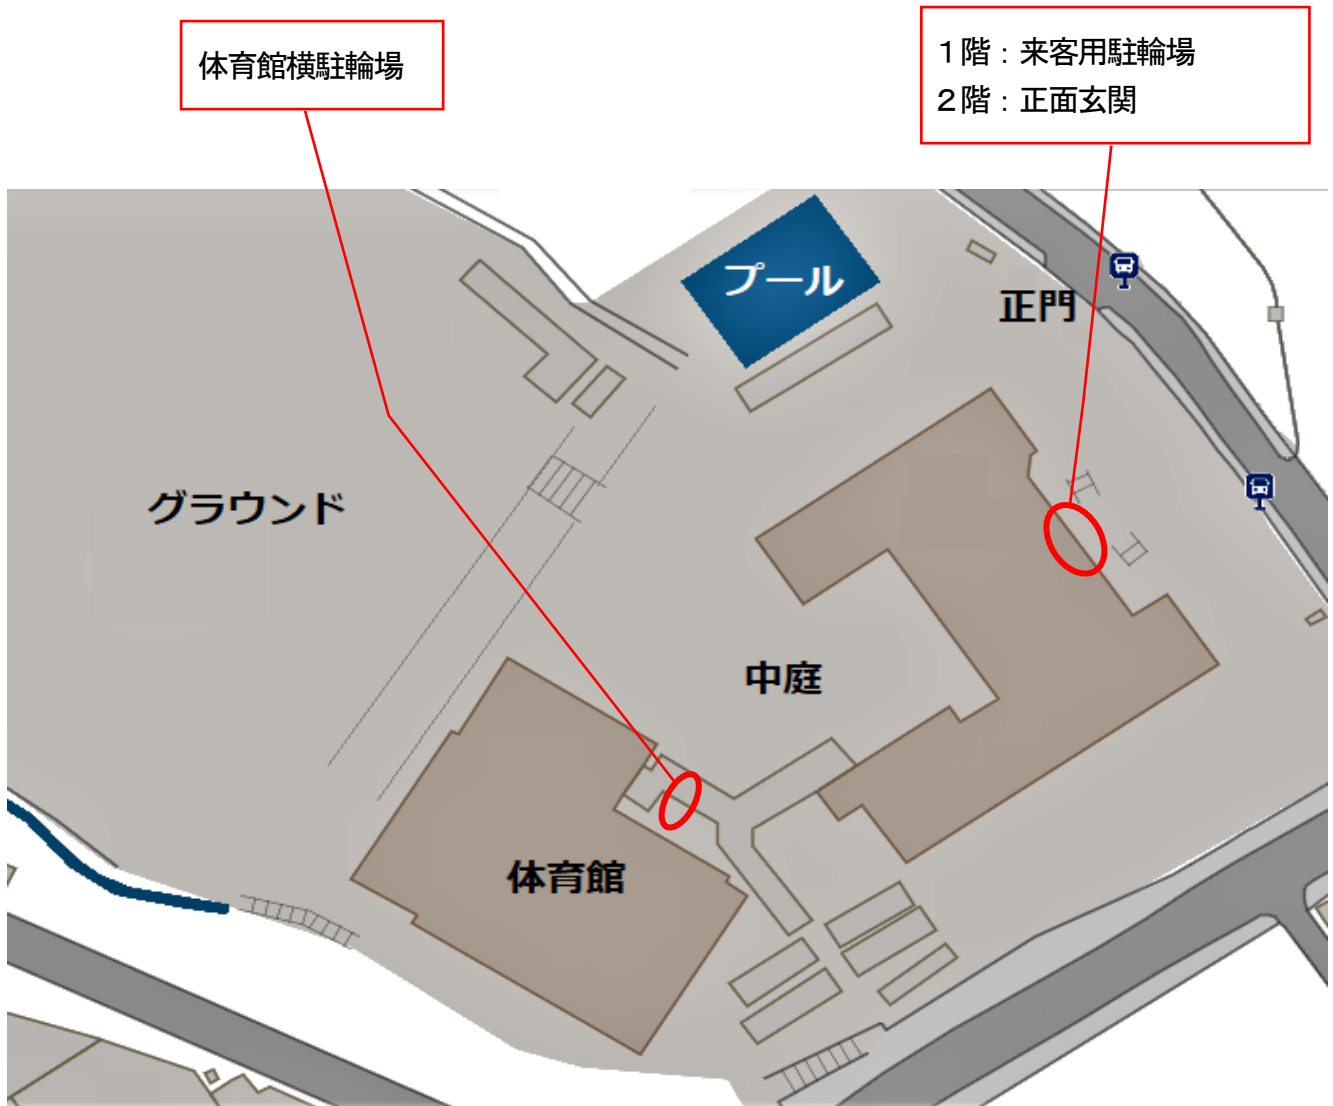 体育館横駐輪場
１階：来客用駐輪場
２階：正面玄関
プール
正門
グラウンド
中庭
体育館